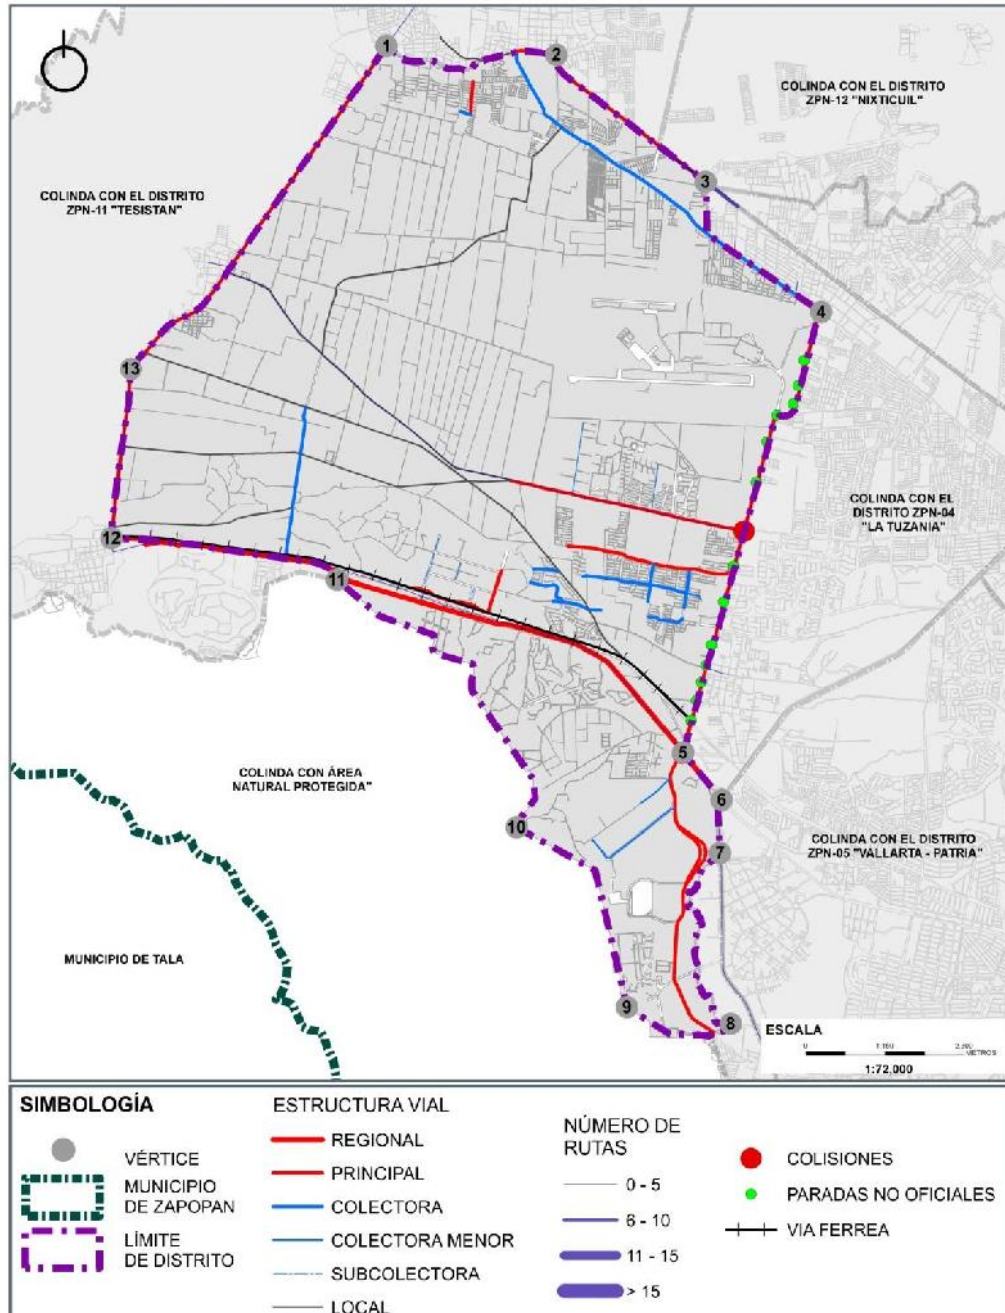 1
2
COLINDA CON EL DISTRITO
ZPN-12 "NIXTICUIL"
3
COLINDA CON EL DISTRITO
ZPN-11 "TESISTAN"
4
13
COLINDA CON EL
DISTRITO ZPN-04
"LA TUZANIA"
12
11
5
COLINDA CON ÁREA
NATURAL PROTEGIDA"
6
10
7
COLINDA CON EL DISTRITO
ZPN-05 "VALLARTA - PATRIA"
MUNICIPIO DE TALA
9
8
ESCALA
0
METROS
1:72,000
SIMBOLOGÍA
VÉRTICE
MUNICIPIO
DE ZAPOPAN
LÍMITE
DE DISTRITO
ESTRUCTURA VIAL
REGIONAL
PRINCIPAL
COLECTORA
COLECTORA MENOR
SUBCOLECTORA
LOCAL
NÚMERO DE
RUTAS
0 - 5
6 - 10
11 - 15
> 15
COLISIONES
PARADAS NO OFICIALES
VIA FERREA